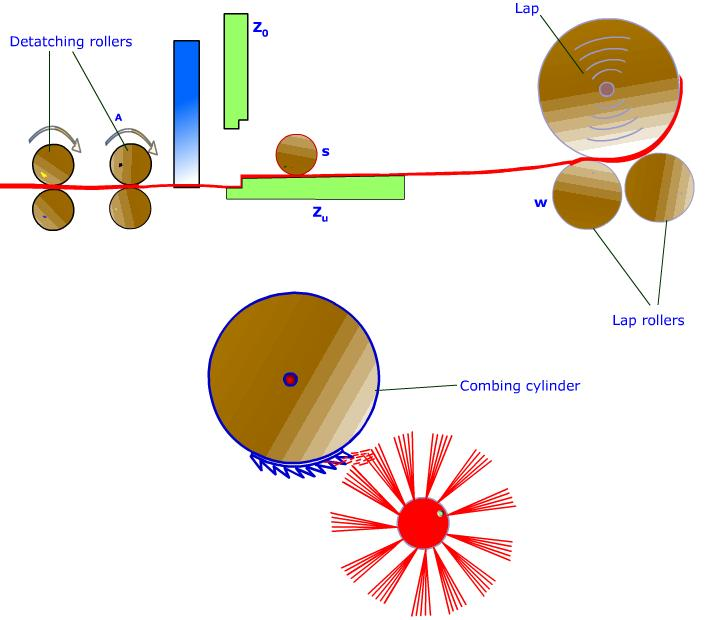 Lap
Z0
Detatching rollers
A
s
Zu
w
Lap rollers
Combing cylinder